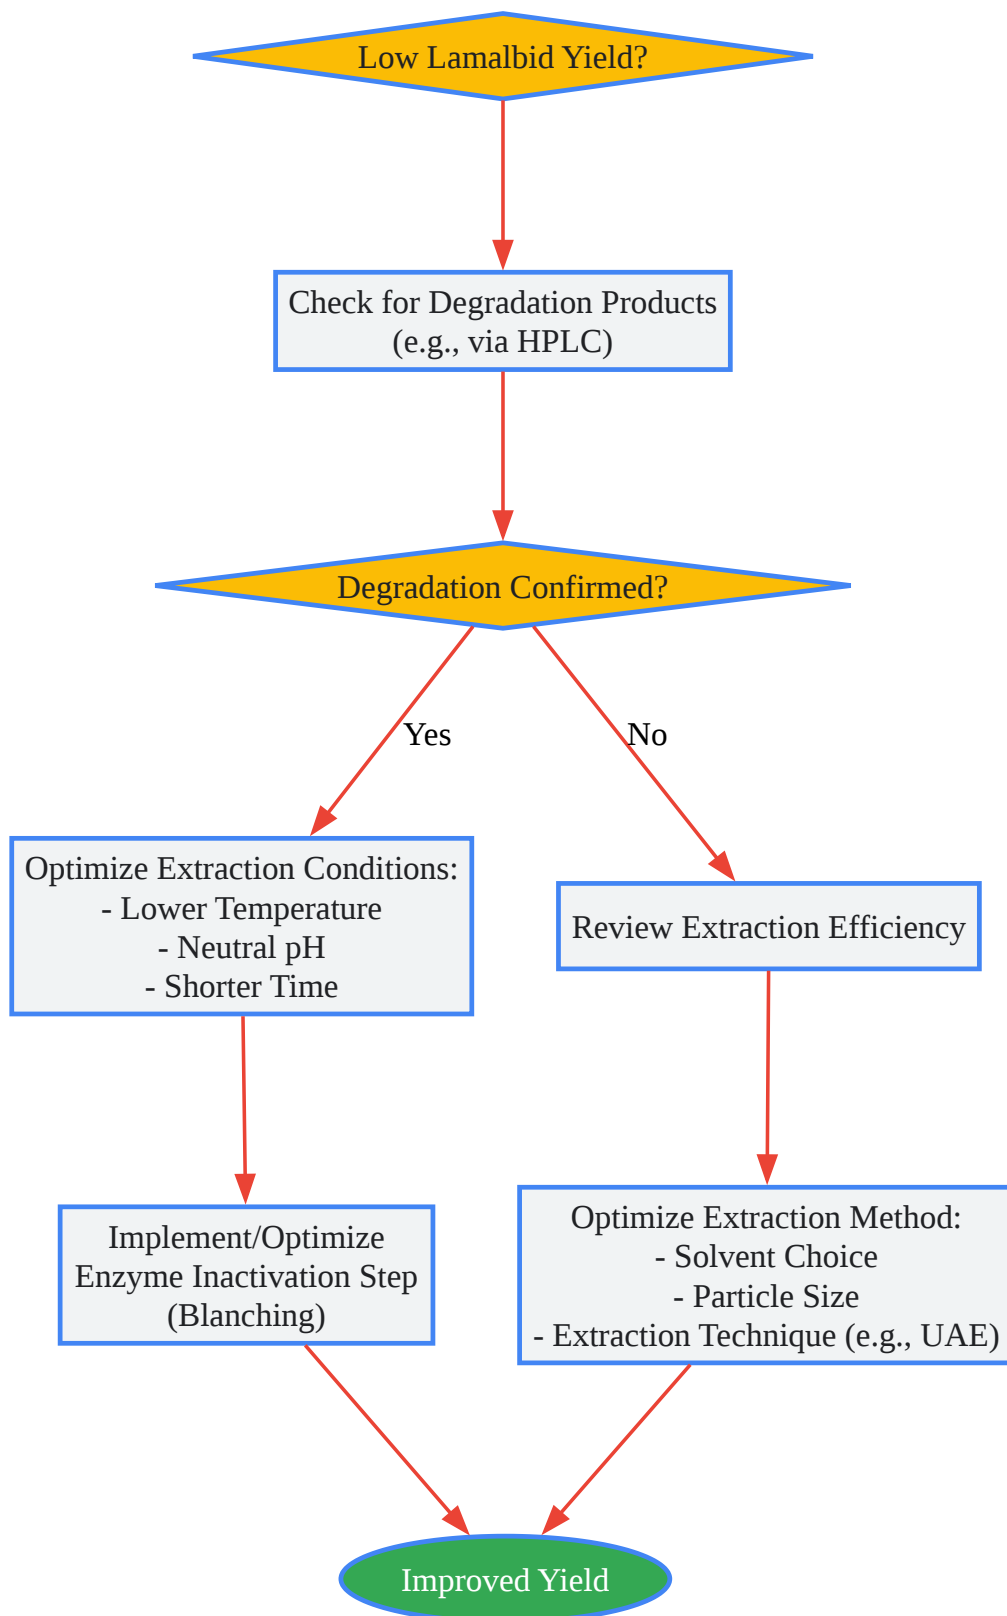 Low Lamalbid Yield?
Check for Degradation Products
(e.g., via HPLC)
Degradation Confirmed?
Yes
No
Optimize Extraction Conditions:
- Lower Temperature
- Neutral pH
- Shorter Time
Review Extraction Efficiency
Implement/Optimize
Enzyme Inactivation Step
(Blanching)
Optimize Extraction Method:
- Solvent Choice
- Particle Size
- Extraction Technique (e.g., UAE)
Improved Yield